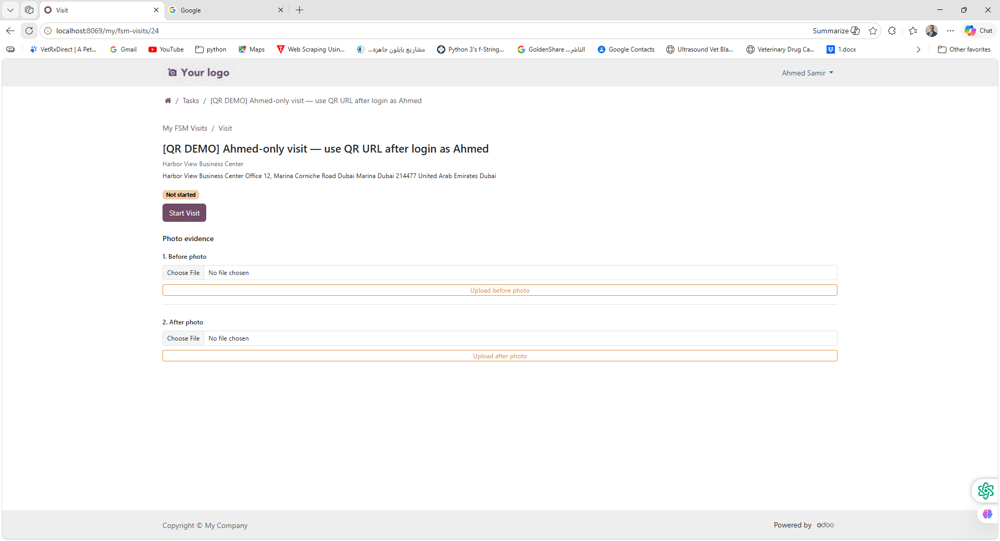 Visit
Google
localhost:8069/my/fsm-visits/24
Summarize
Chat
VetRxDirect | A Pet...
Gmail
YouTube
python
Maps
Web Scraping Usin...
مشاريع بايثون جاهزه...
Python 3's f-String...
GoldenShare ...الناشر
Google Contacts
Ultrasound Vet Bla...
Veterinary Drug Ca...
1.docx
Other favorites
Your logo
Ahmed Samir
/ Tasks / [QR DEMO] Ahmed-only visit — use QR URL after login as Ahmed
My FSM Visits / Visit
[QR DEMO] Ahmed-only visit — use QR URL after login as Ahmed
Harbor View Business Center
Harbor View Business Center Office 12, Marina Corniche Road Dubai Marina Dubai 214477 United Arab Emirates Dubai
Not started
Start Visit
Photo evidence
1. Before photo
Choose File No file chosen
Upload before photo
2. After photo
Choose File No file chosen
Upload after photo
Copyright © My Company
Powered by odoo